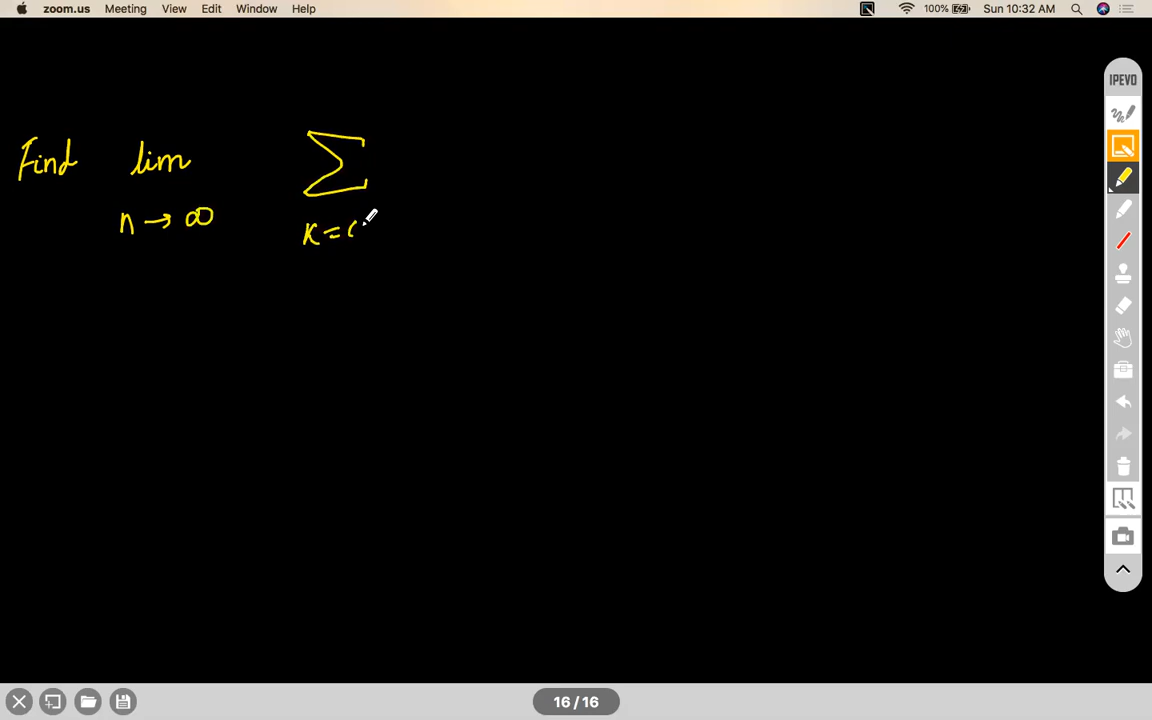 zoom.us Meeting View Edit Window Help 100% Sun 10:32 AM
IPEVO
Find lim ∑
n → ∞ K =
16 / 16